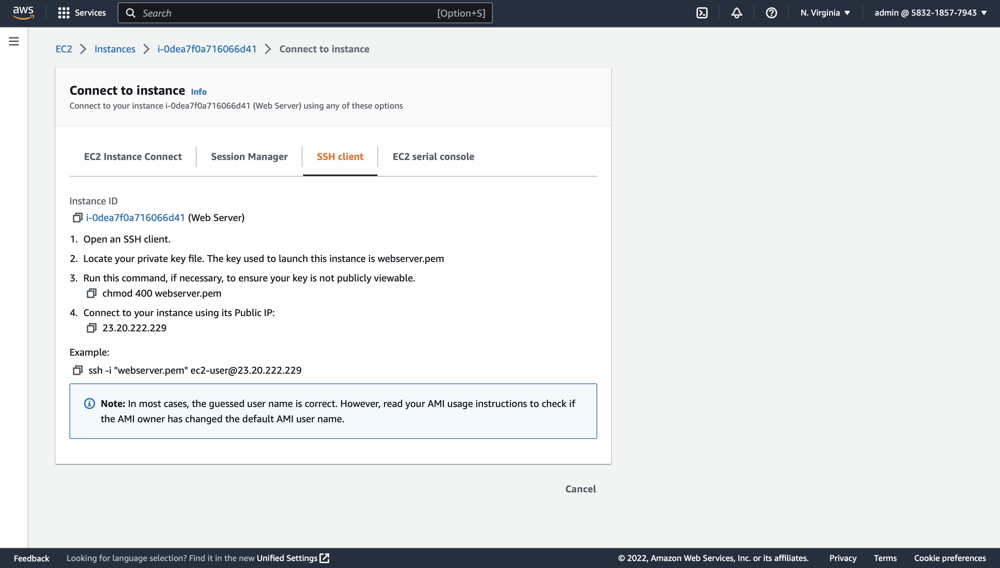 aws Services Search [Option+S] N. Virginia admin @ 5832-1857-7943
EC2 Instances i-0dea7f0a716066d41 Connect to instance
Connect to instance Info
Connect to your instance i-0dea7f0a716066d41 (Web Server) using any of these options
EC2 Instance Connect Session Manager SSH client EC2 serial console
Instance ID
i-0dea7f0a716066d41 (Web Server)
1. Open an SSH client.
2. Locate your private key file. The key used to launch this instance is webserver.pem
3. Run this command, if necessary, to ensure your key is not publicly viewable.
chmod 400 webserver.pem
4. Connect to your instance using its Public IP:
23.20.222.229
Example:
ssh -i "webserver.pem" ec2-user@23.20.222.229
Note: In most cases, the guessed user name is correct. However, read your AMI usage instructions to check if
the AMI owner has changed the default AMI user name.
Cancel
Feedback Looking for language selection? Find it in the new Unified Settings © 2022, Amazon Web Services, Inc. or its affiliates. Privacy Terms Cookie preferences